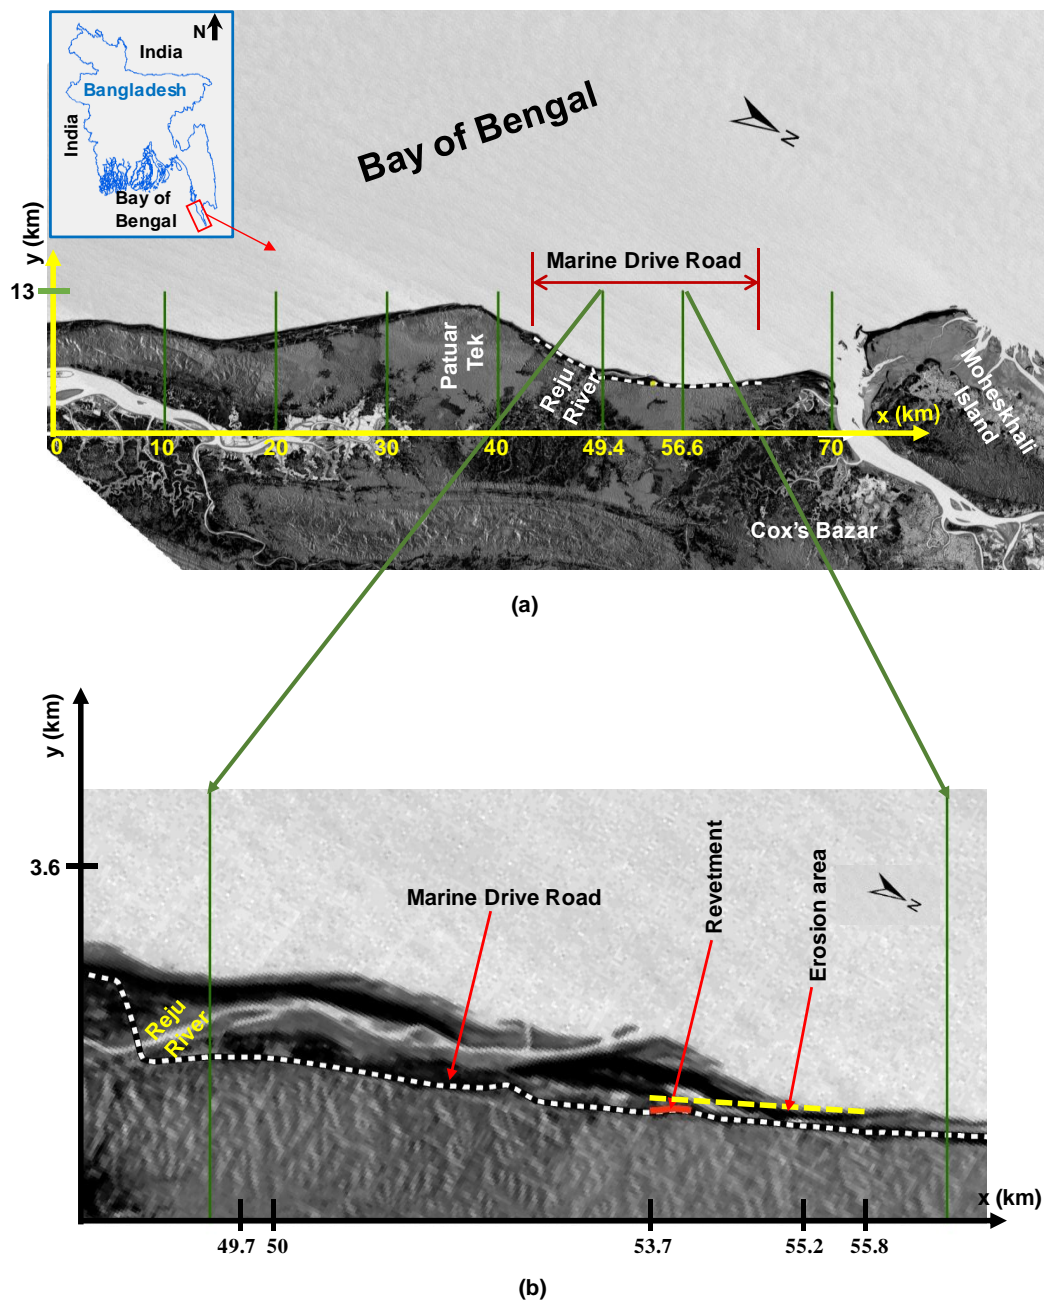 N
India
Bangladesh
India
Bay of
Bengal
Bay of Bengal
N
y (km)
13
Marine Drive Road
Patuar
Tek
Reju
River
Moheskhali
Island
x (km)
0
10
20
30
40
49.4
56.6
70
Cox's Bazar
(a)
y (km)
3.6
Marine Drive Road
Revetment
Erosion area
N
Reju
River
x (km)
49.7
50
53.7
55.2
55.8
(b)